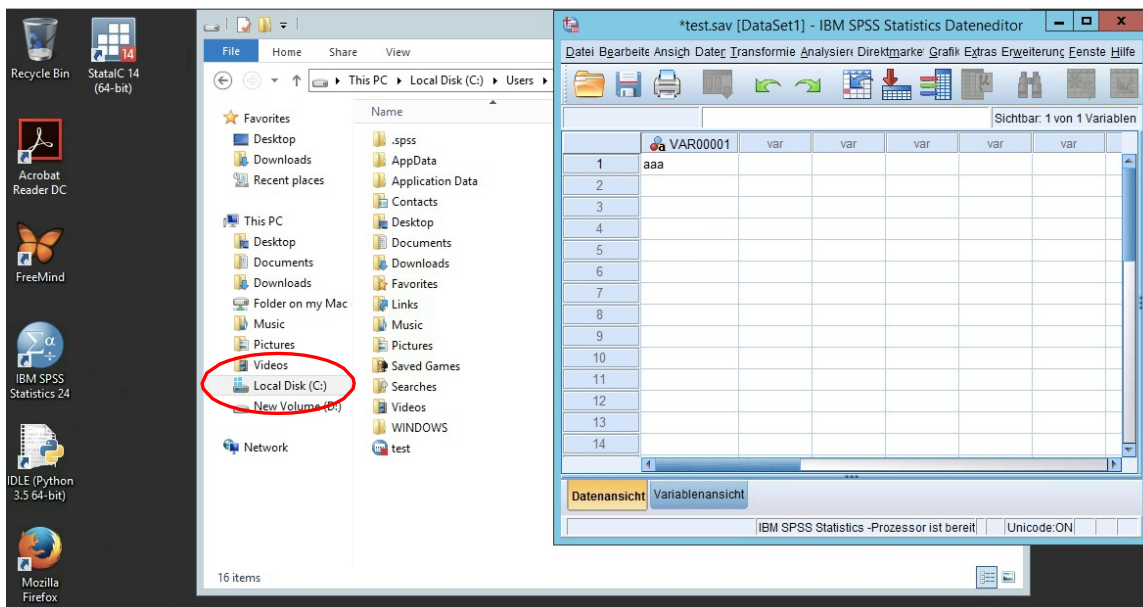 Recycle Bin
14
StataIC 14
(64-bit)
Acrobat
Reader DC
FreeMind
IBM SPSS
Statistics 24
IDLE (Python
3.5 64-bit)
Mozilla
Firefox
File Home Share View
This PC Local Disk (C:) Users
Favorites
Desktop
Downloads
Recent places
This PC
Desktop
Documents
Downloads
Folder on my Mac
Music
Pictures
Videos
Local Disk (C:)
New Volume (D:)
Network
Name
.spss
AppData
Application Data
Contacts
Desktop
Documents
Downloads
Favorites
Links
Music
Pictures
Saved Games
Searches
Videos
WINDOWS
test
16 items
*test.sav [DataSet1] - IBM SPSS Statistics Dateneditor
Datei Bearbeite Ansich Dater Transformie Analysiere Direktmarke Grafik Extras Erweiterunc Fenste Hilfe
Sichtbar: 1 von 1 Variablen
VAR00001 var var var var var
1 aaa
2
3
4
5
6
7
8
9
10
11
12
13
14
Datenansicht Variablenansicht
IBM SPSS Statistics -Prozessor ist bereit Unicode:ON